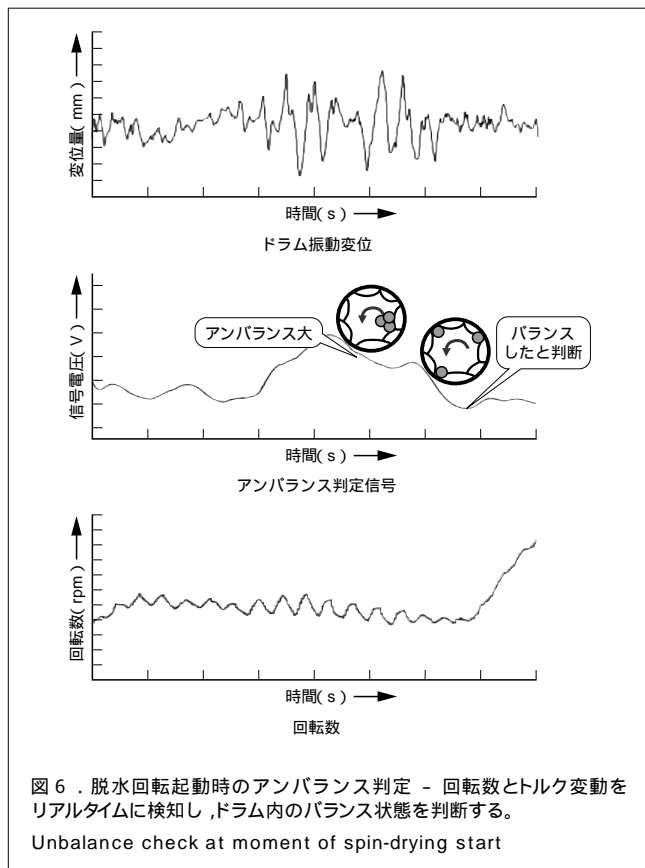 変位量( mm )
時間( s )
ドラム振動変位
信号電圧( V )
アンバランス大
バランス
したと判断
時間( s )
アンバランス判定信号
回転数( rpm )
時間( s )
回転数
図 6 ．脱水回転起動時のアンバランス判定 － 回転数とトルク変動を
リアルタイムに検知し ,ドラム内のバランス状態を判断する。
Unbalance check at moment of spin-drying start